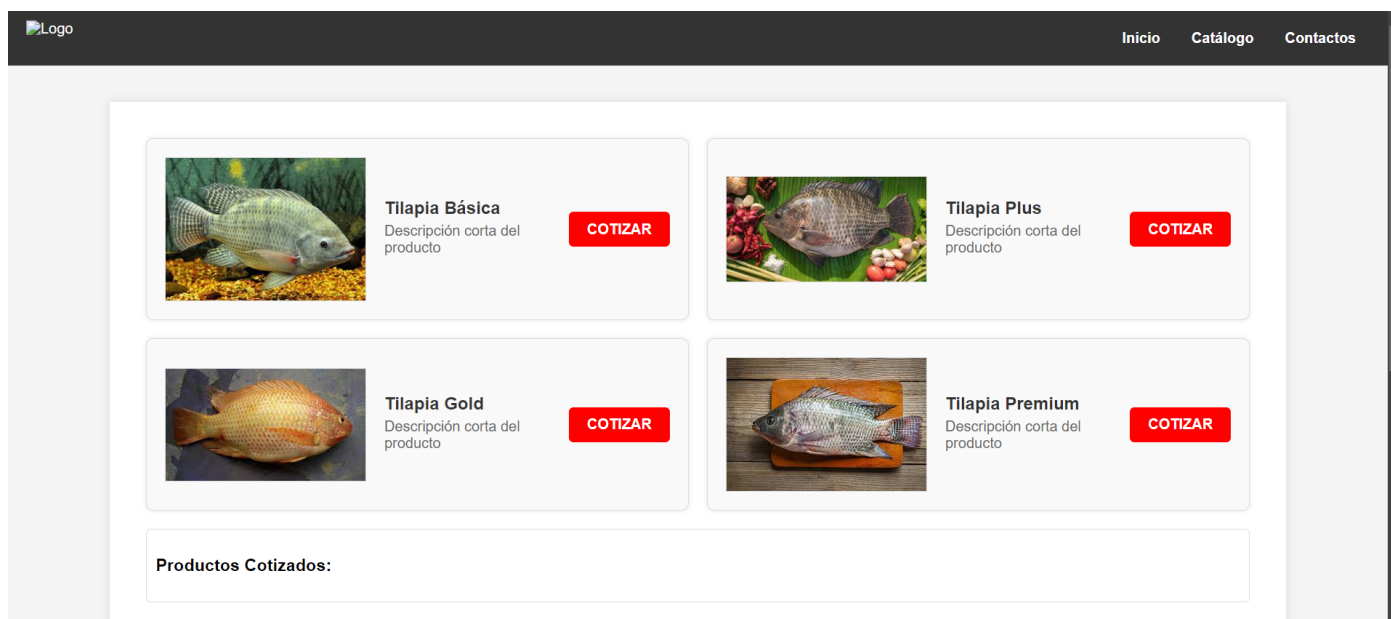 Logo
Inicio Catálogo Contactos
Tilapia Básica
Descripción corta del
producto
COTIZAR
Tilapia Plus
Descripción corta del
producto
COTIZAR
Tilapia Gold
Descripción corta del
producto
COTIZAR
Tilapia Premium
Descripción corta del
producto
COTIZAR
Productos Cotizados: